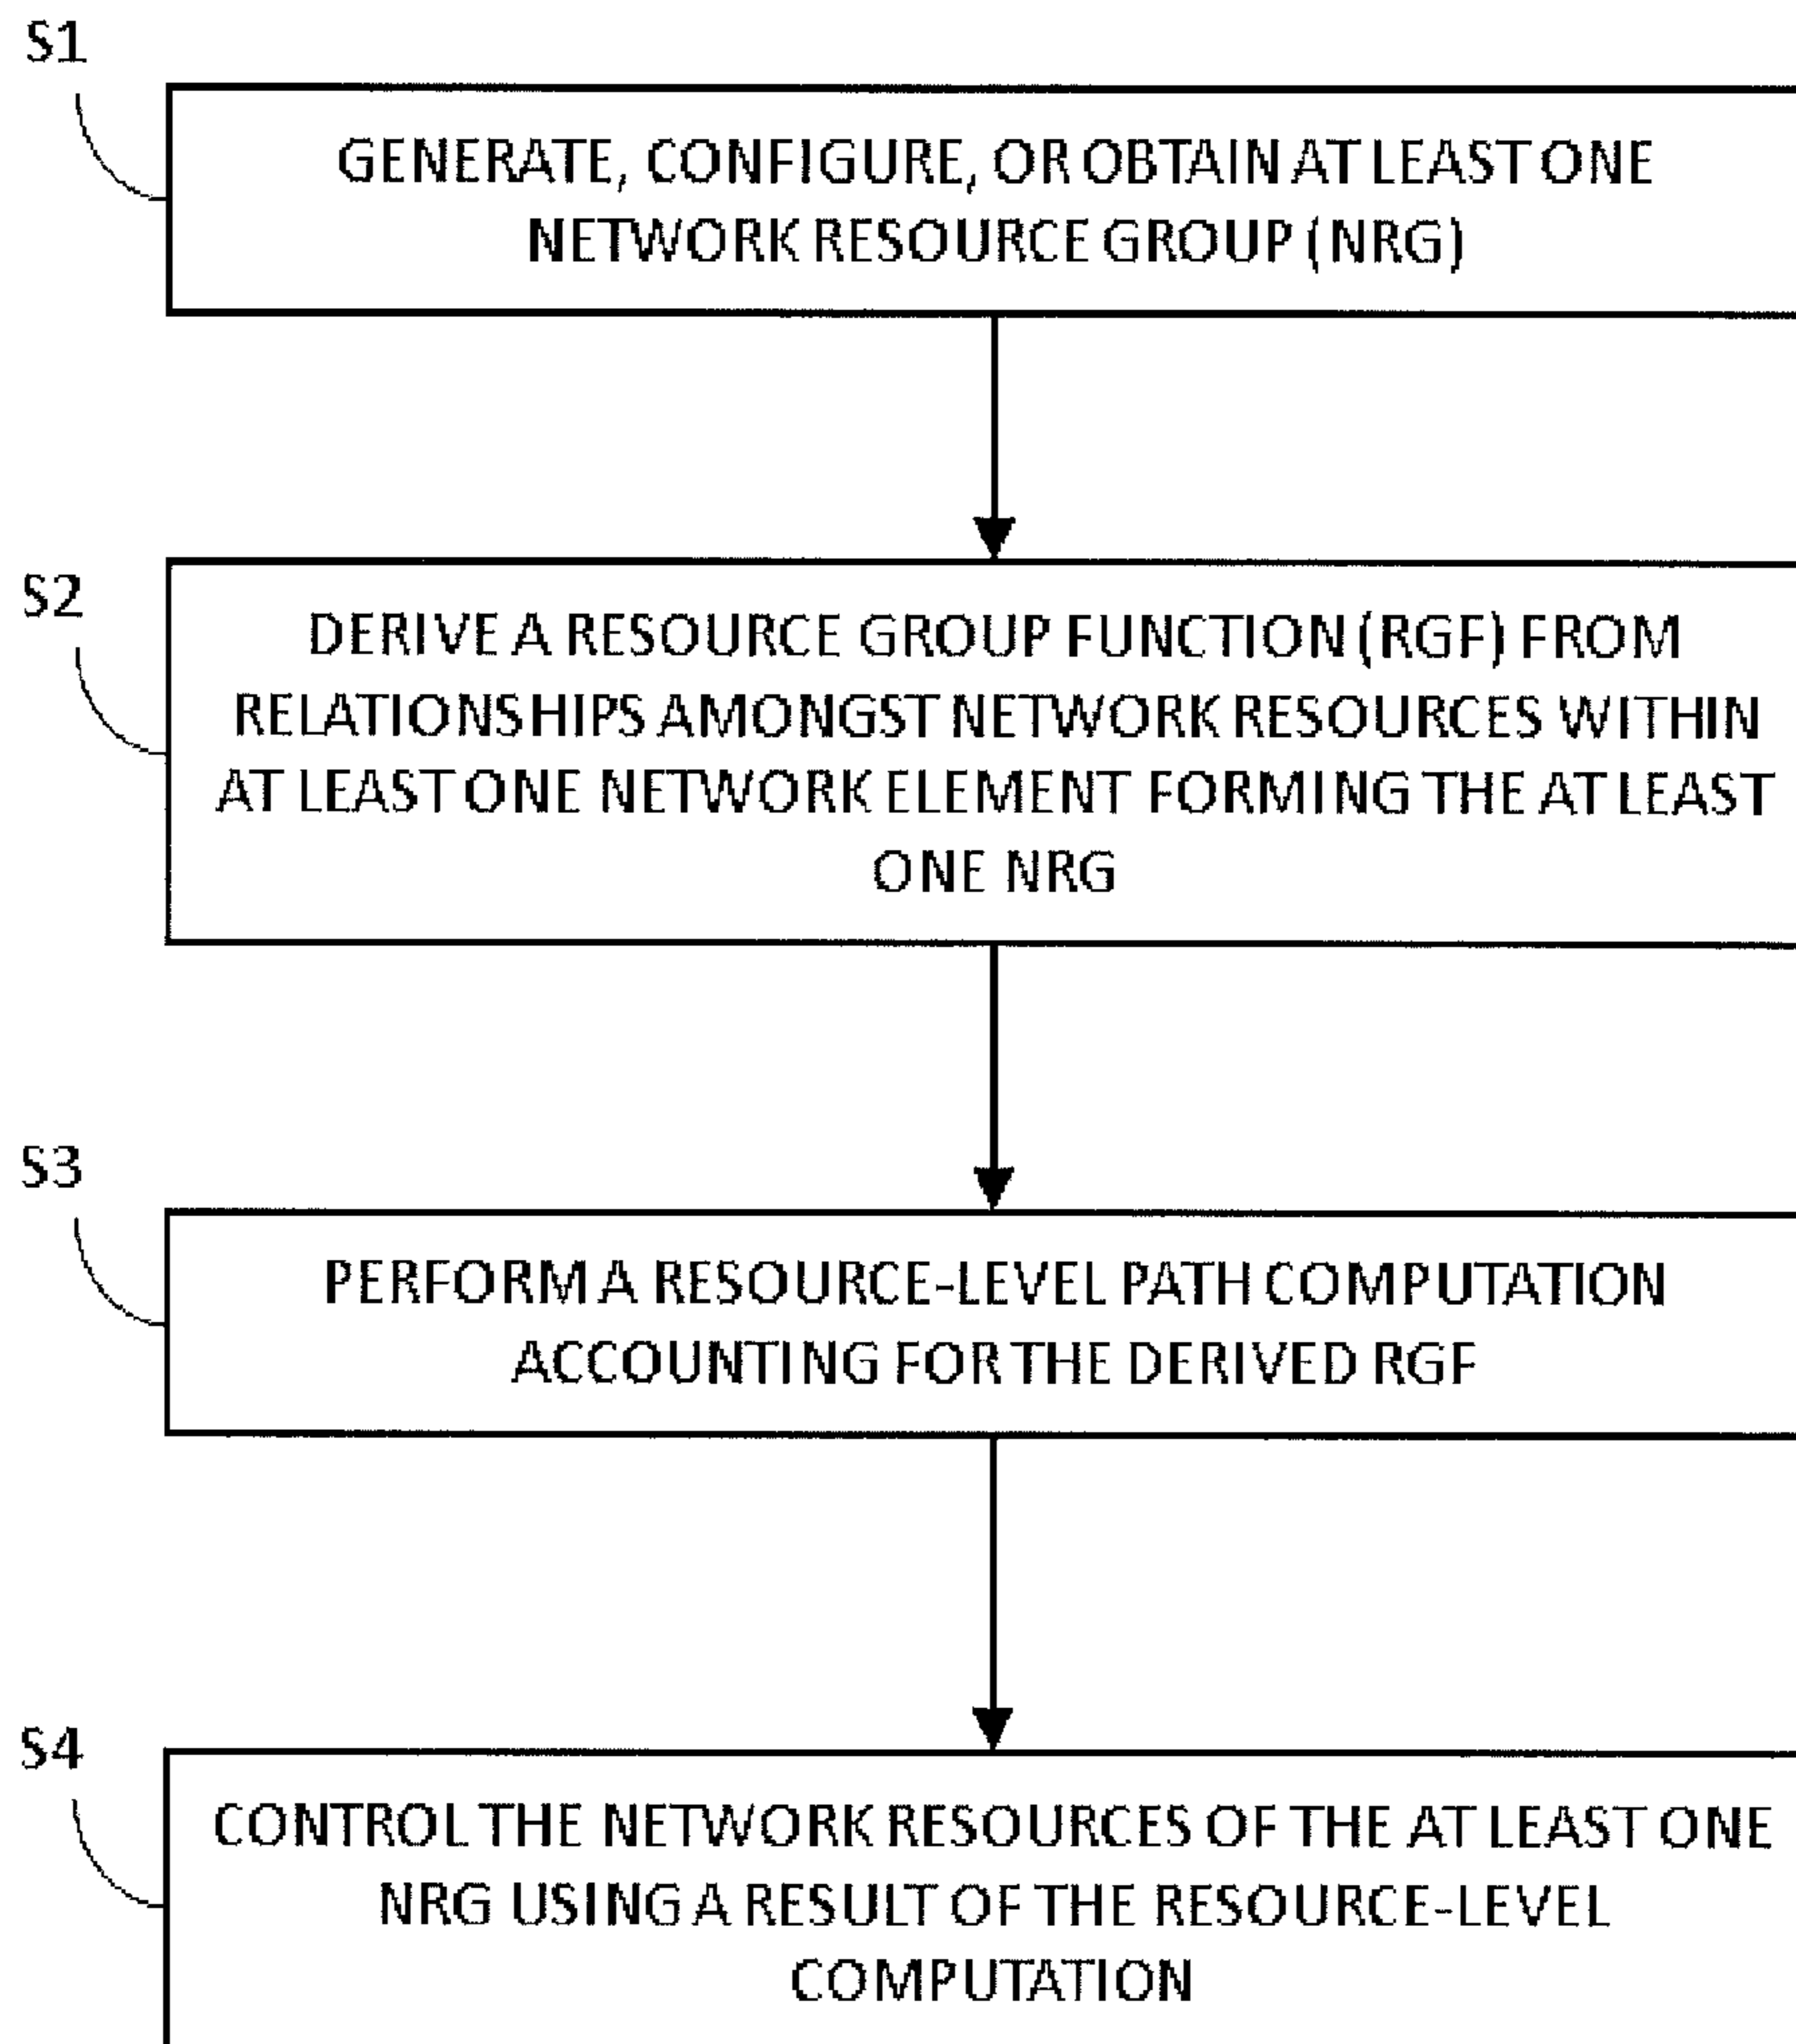 S1
GENERATE, CONFIGURE, OR OBTAIN AT LEAST ONE
NETWORK RESOURCE GROUP (NRG)
S2
DERIVE A RESOURCE GROUP FUNCTION (RGF) FROM
RELATIONSHIPS AMONGST NETWORK RESOURCES WITHIN
AT LEAST ONE NETWORK ELEMENT FORMING THE AT LEAST
ONE NRG
S3
PERFORM A RESOURCE-LEVEL PATH COMPUTATION
ACCOUNTING FOR THE DERIVED RGF
S4
CONTROL THE NETWORK RESOURCES OF THE AT LEAST ONE
NRG USING A RESULT OF THE RESOURCE-LEVEL
COMPUTATION